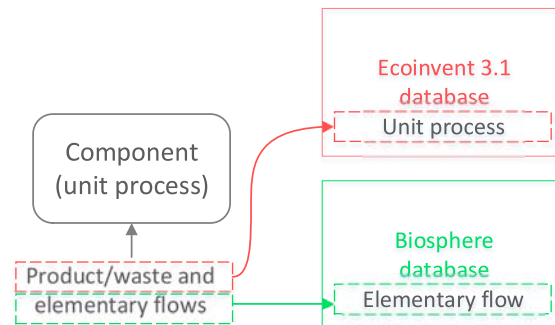 Ecoinvent 3.1
database
Unit process
Component
(unit process)
Product/waste and
elementary flows
Biosphere
database
Elementary flow